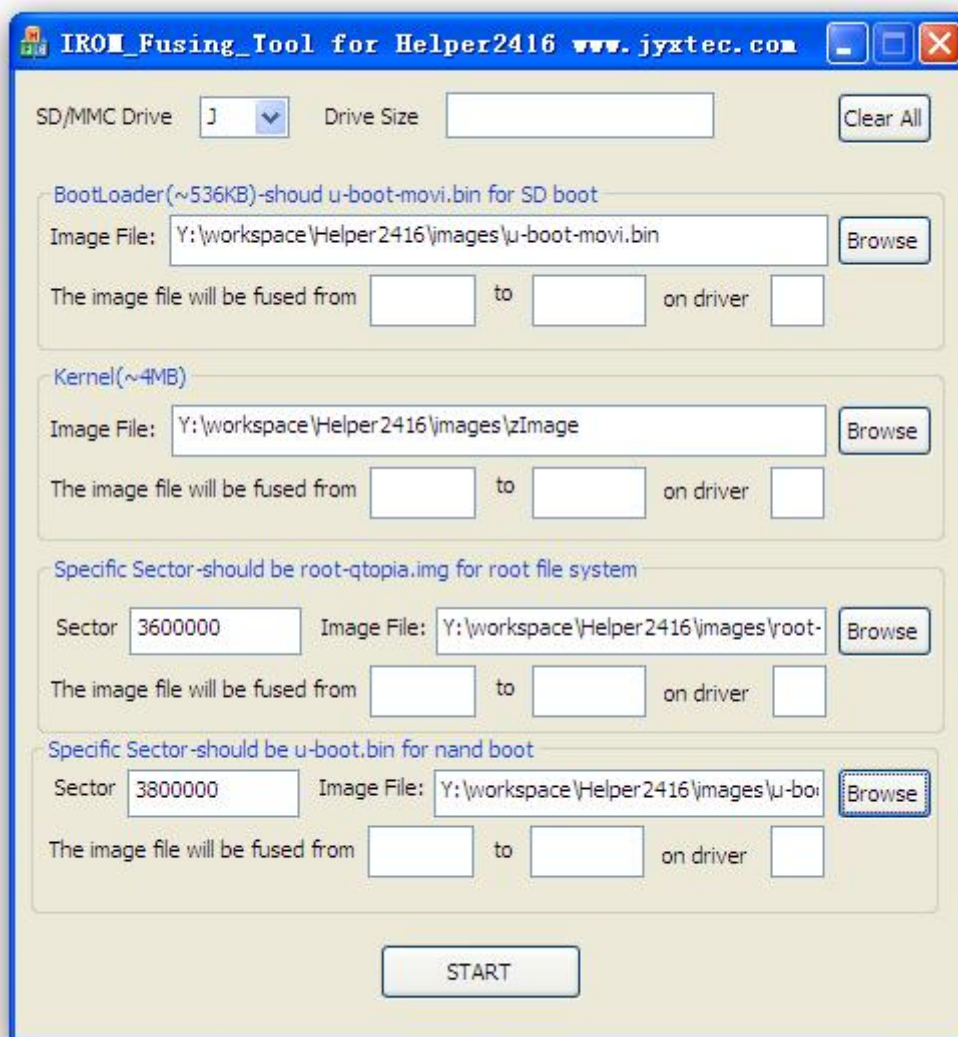 IROM_Fusing_Tool for Helper2416 www.jyxtec.com
SD/MMC Drive J Drive Size Clear All
BootLoader(~536KB)-shoud u-boot-movi.bin for SD boot
Image File: Y:\workspace\Helper2416\images\u-boot-movi.bin Browse
The image file will be fused from to on driver
Kernel(~4MB)
Image File: Y:\workspace\Helper2416\images\zImage Browse
The image file will be fused from to on driver
Specific Sector-should be root-qtopia.img for root file system
Sector 3600000 Image File: Y:\workspace\Helper2416\images\root- Browse
The image file will be fused from to on driver
Specific Sector-should be u-boot.bin for nand boot
Sector 3800000 Image File: Y:\workspace\Helper2416\images\u-bo Browse
The image file will be fused from to on driver
START